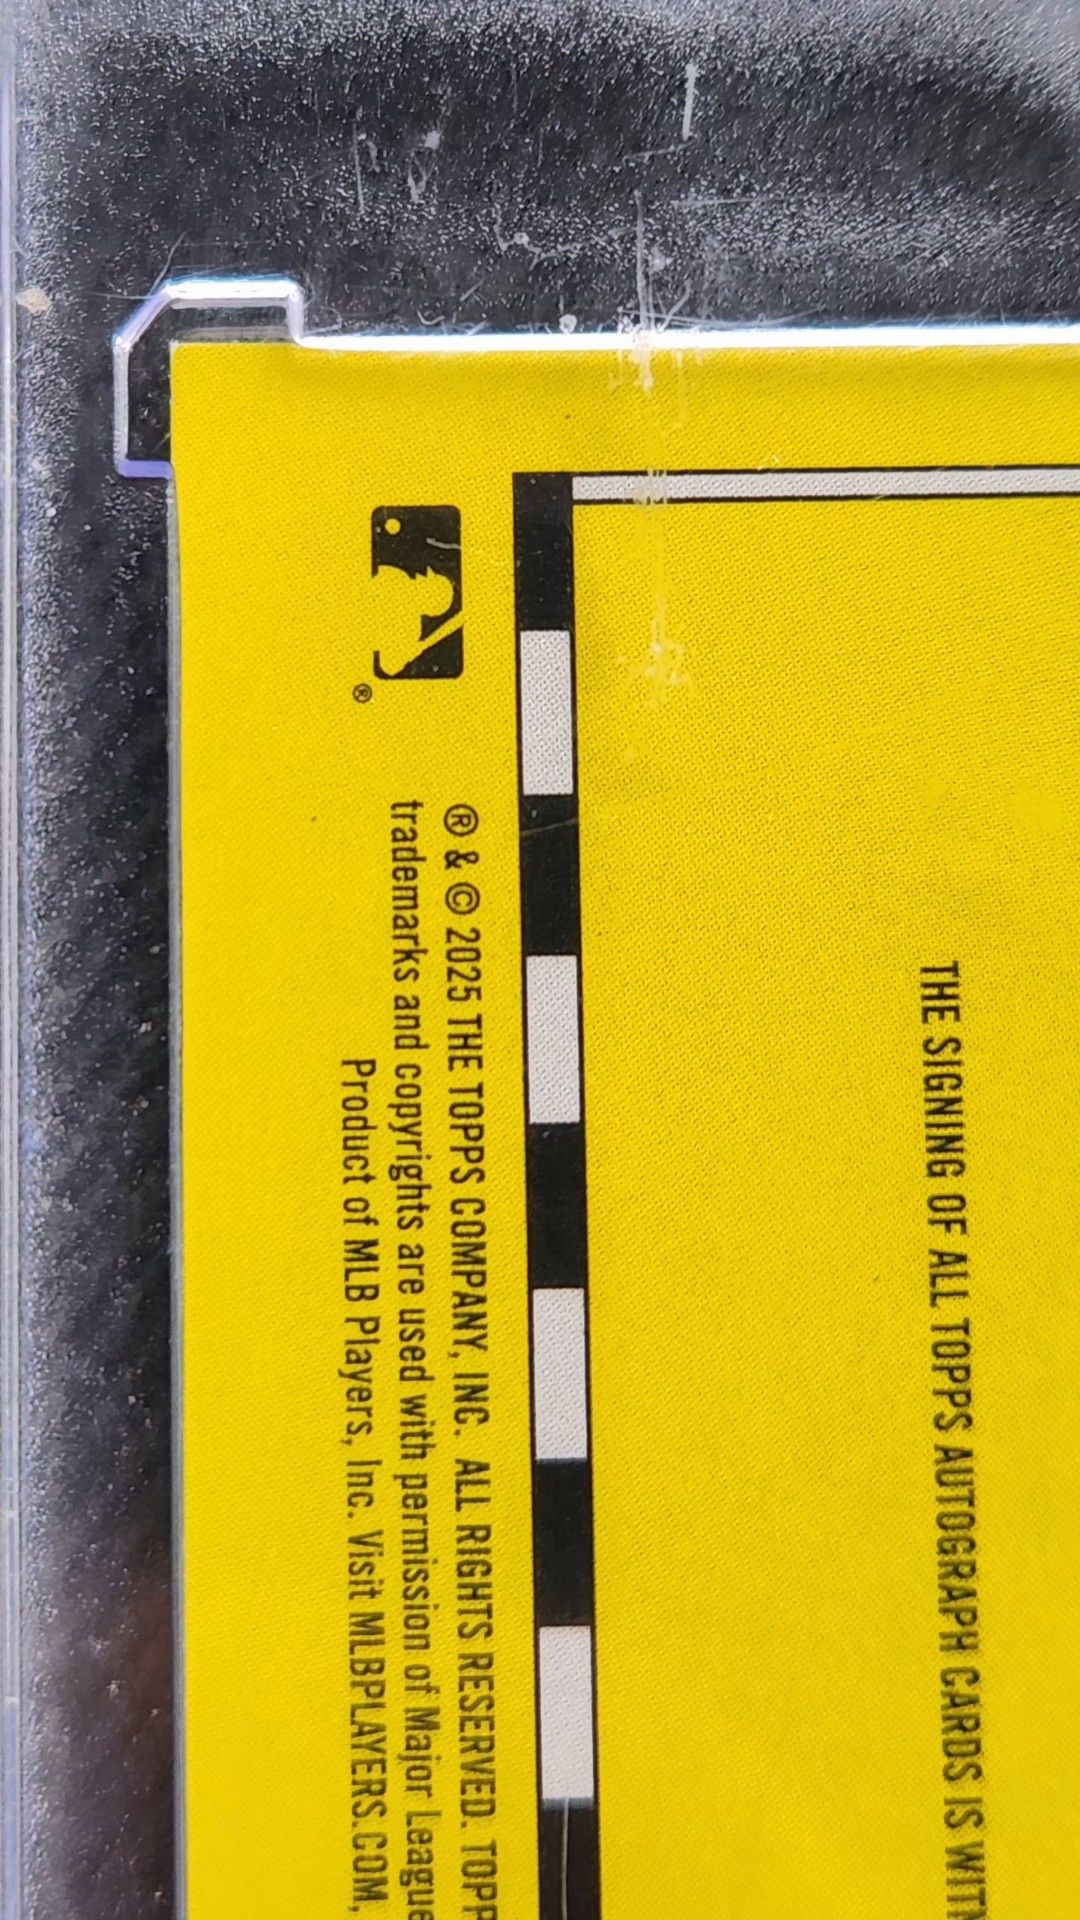 THE SIGNING OF ALL TOPPS AUTOGRAPH CARDS IS
® & © 2025 THE TOPPS COMPANY, INC. ALL RIGHTS RESERVED. TOPP
trademarks and copyrights are used with permission of Major League
Product of MLB Players, Inc. Visit MLBPLAYERS.COM,
®